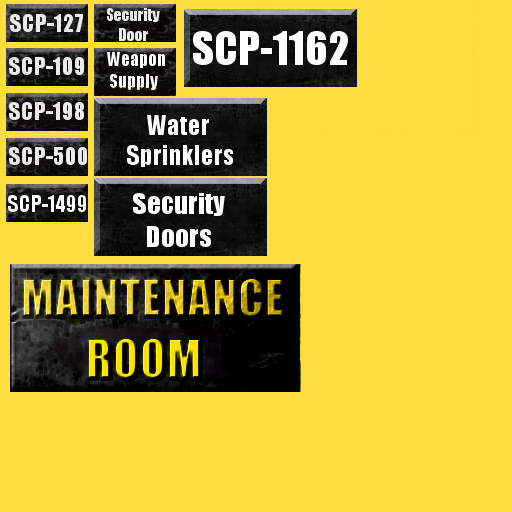 SCP-127
SCP-109
SCP-198
SCP-500
SCP-1499
Security
Door
Weapon
Supply
SCP-1162
Water
Sprinklers
Security
Doors
MAINTENANCE
ROOM